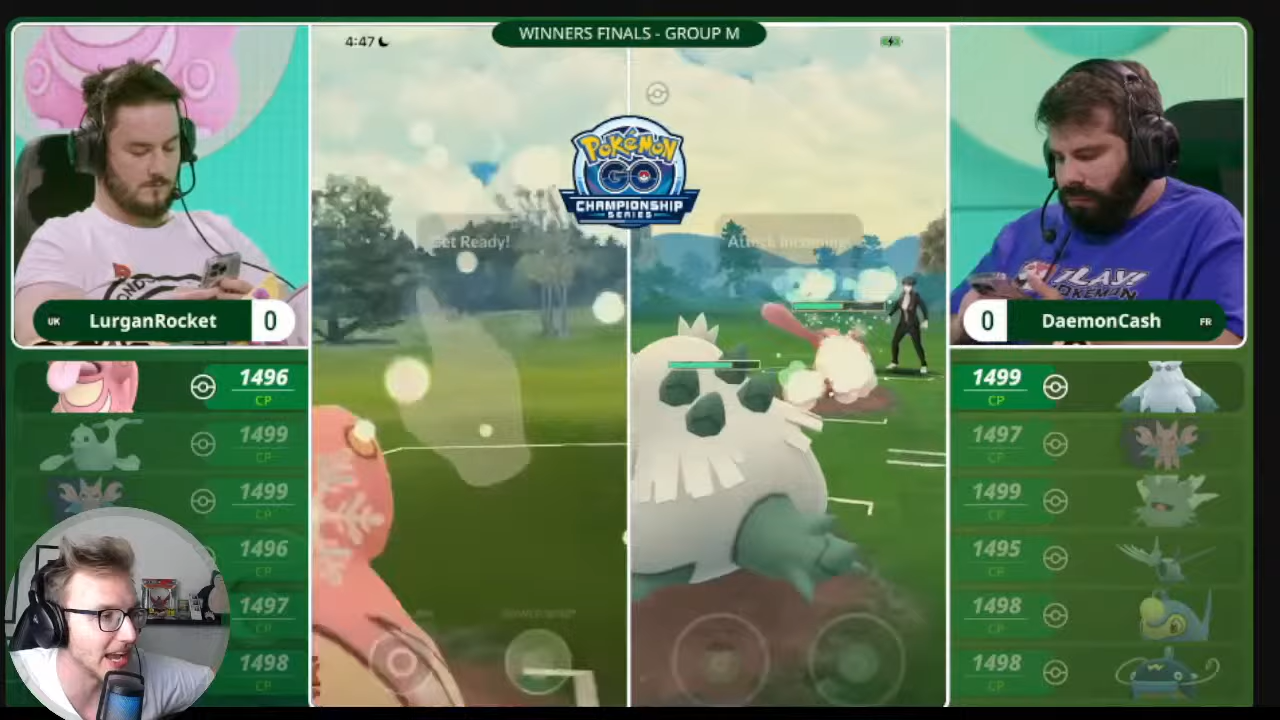 WINNERS FINALS - GROUP M
4:47
POKÉMON
GO
CHAMPIONSHIP
SERIES
Get Ready!
Attack Incoming!
UK LurganRocket 0
0 DaemonCash FR
1496
CP
1499
CP
1499
CP
1496
CP
1497
CP
1498
CP
1499
CP
1497
CP
1499
CP
1495
CP
1498
CP
1498
CP